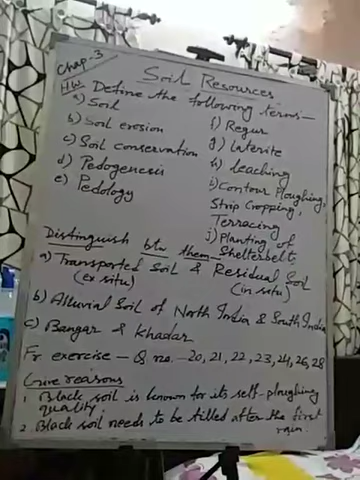 Chap-3
Soil Resources
HW Define the following terms—
a) Soil
b) Soil erosion
c) Soil conservation
d) Pedogenesis
e) Pedology
f) Regur
g) Laterite
h) Leaching
i) Contour Ploughing,
Strip Cropping,
Terracing
j) Planting of
Shelterbelt
Distinguish btw them—
a) Transported Soil & Residual Soil
(ex situ) (in situ)
b) Alluvial Soil of North India & South India
c) Bangar & Khadar
Fr exercise — Q no. — 20, 21, 22, 23, 24, 26, 28
Give reasons
1. Black soil is known for its self-ploughing
quality.
2. Black soil needs to be tilled after the first
rain.